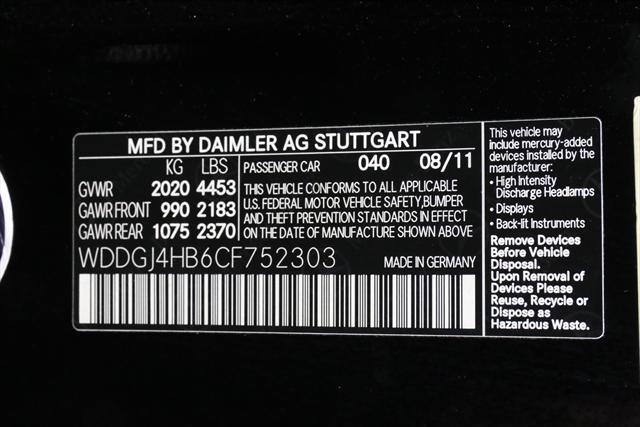 MFD BY DAIMLER AG STUTTGART
KG LBS
GVWR 2020 4453
GAWR FRONT 990 2183
GAWR REAR 1075 2370
PASSENGER CAR 040 08/11
THIS VEHICLE CONFORMS TO ALL APPLICABLE
U.S. FEDERAL MOTOR VEHICLE SAFETY,BUMPER
AND THEFT PREVENTION STANDARDS IN EFFECT
ON THE DATE OF MANUFACTURE SHOWN ABOVE
WDDGJ4HB6CF752303 MADE IN GERMANY
This vehicle may
include mercury-added
devices installed by the
manufacturer:
• High Intensity
Discharge Headlamps
• Displays
• Back-lit Instruments
Remove Devices
Before Vehicle
Disposal.
Upon Removal of
Devices Please
Reuse, Recycle or
Dispose as
Hazardous Waste.